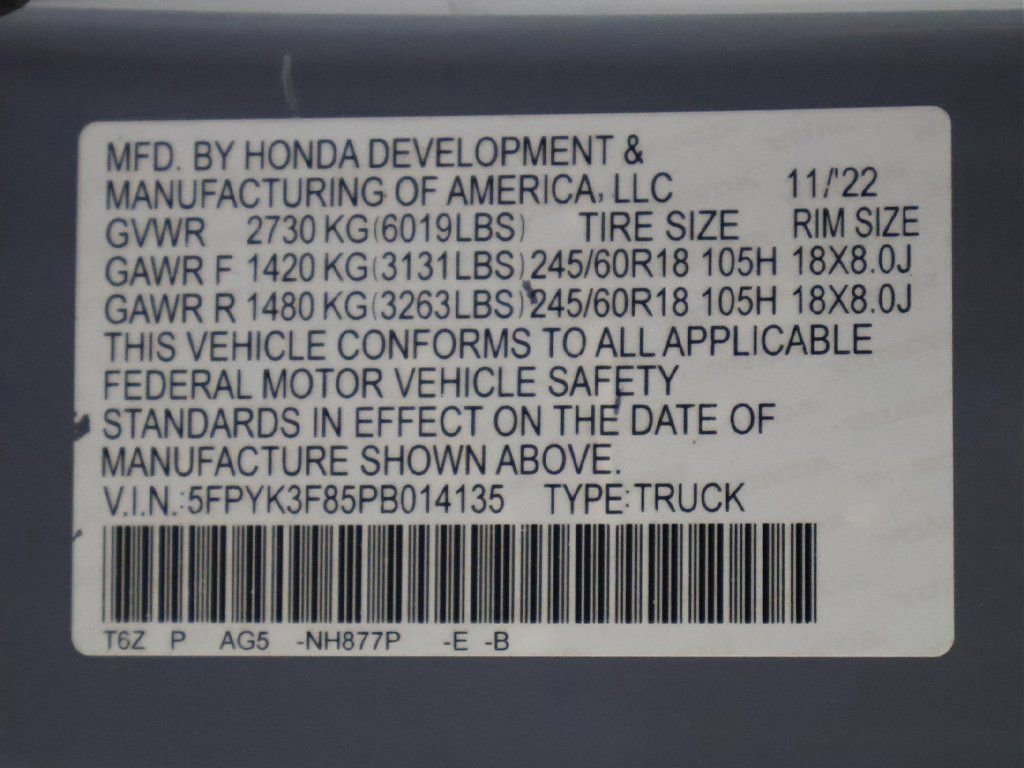 MFD. BY HONDA DEVELOPMENT &
MANUFACTURING OF AMERICA, LLC 11/'22
GVWR 2730 KG(6019LBS) TIRE SIZE RIM SIZE
GAWR F 1420 KG(3131LBS) 245/60R18 105H 18X8.0J
GAWR R 1480 KG(3263LBS) 245/60R18 105H 18X8.0J
THIS VEHICLE CONFORMS TO ALL APPLICABLE
FEDERAL MOTOR VEHICLE SAFETY
STANDARDS IN EFFECT ON THE DATE OF
MANUFACTURE SHOWN ABOVE.
V.I.N.:5FPYK3F85PB014135 TYPE:TRUCK
T6Z P AG5 -NH877P -E -B